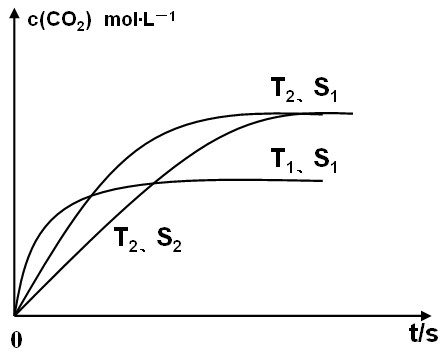 c(CO₂) mol·L⁻¹
T₂、S₁
T₁、S₁
T₂、S₂
0
t/s